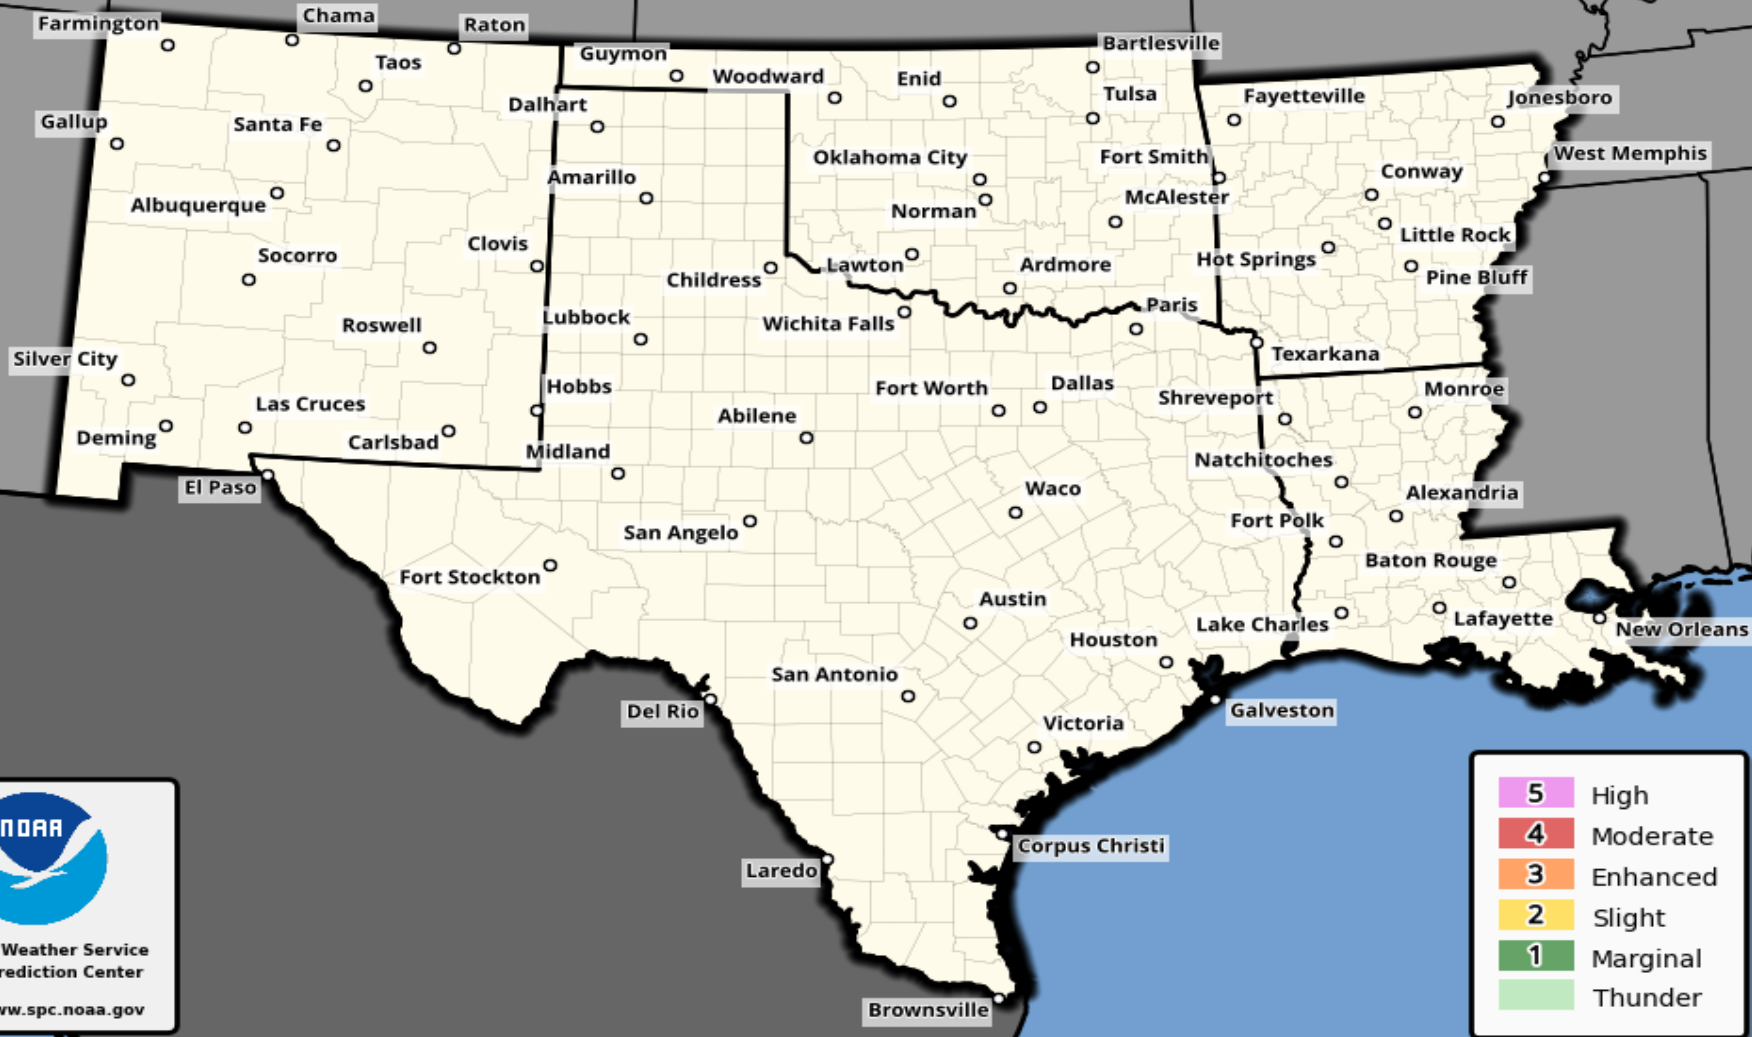 Farmington
Chama
Raton
Taos
Guymon
Woodward
Enid
Bartlesville
Tulsa
Fayetteville
Jonesboro
Gallup
Santa Fe
Dalhart
Oklahoma City
Fort Smith
West Memphis
Albuquerque
Amarillo
Norman
McAlester
Conway
Little Rock
Socorro
Clovis
Childress
Lawton
Ardmore
Hot Springs
Pine Bluff
Roswell
Lubbock
Wichita Falls
Paris
Texarkana
Silver City
Las Cruces
Hobbs
Abilene
Fort Worth
Dallas
Shreveport
Monroe
Deming
Carlsbad
Midland
Natchitoches
El Paso
San Angelo
Waco
Fort Polk
Alexandria
Fort Stockton
Austin
Baton Rouge
Houston
Lake Charles
Lafayette
New Orleans
San Antonio
Del Rio
Victoria
Galveston
Corpus Christi
Laredo
Brownsville
NOAA
Weather Service
rediction Center
ww.spc.noaa.gov
5 High
4 Moderate
3 Enhanced
2 Slight
1 Marginal
Thunder